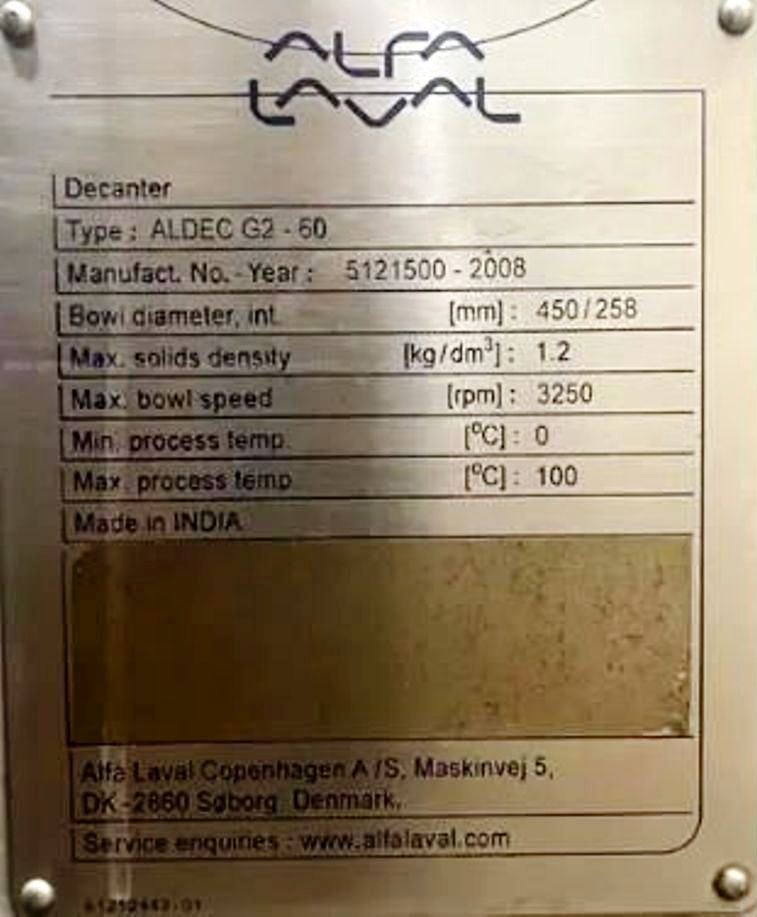 ALFA
LAVAL
Decanter
Type : ALDEC G2 - 60
Manufact. No. - Year : 5121500 - 2008
Bowl diameter, int. [mm] : 450/258
Max. solids density [kg/dm³] : 1.2
Max. bowl speed [rpm] : 3250
Min. process temp. [°C] : 0
Max. process temp [°C] : 100
Made in INDIA
Alfa Laval Copenhagen A/S, Maskinvej 5,
DK-2860 Søborg Denmark.
Service enquiries : www.alfalaval.com